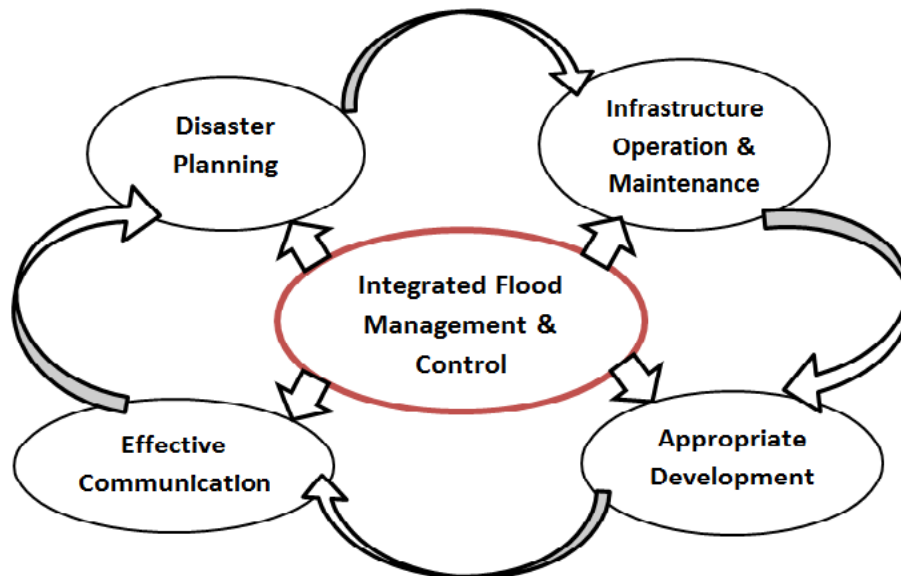 Disaster
Planning
Infrastructure
Operation &
Maintenance
Integrated Flood
Management &
Control
Effective
Communication
Appropriate
Development